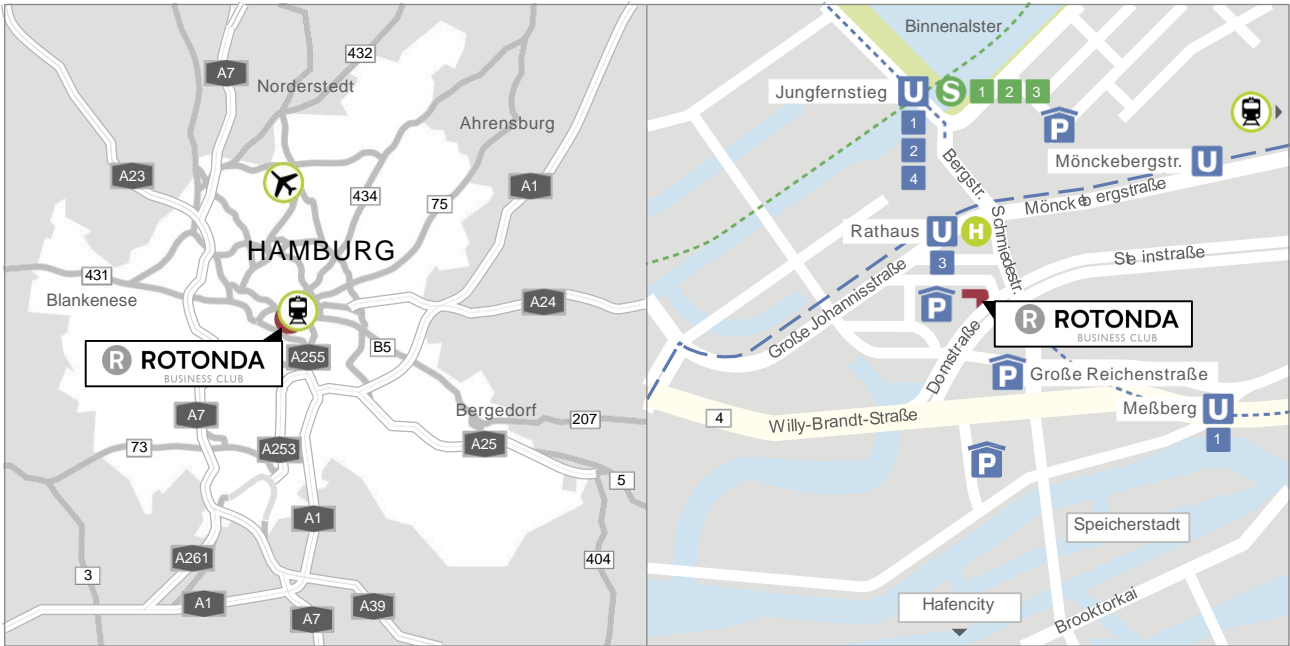 432
A7
Norderstedt
Ahrensburg
A23
A1
434
75
HAMBURG
431
Blankenese
A24
R ROTONDA
BUSINESS CLUB
A255
B5
A7
Bergedorf
207
73
A253
A25
5
A1
A261
404
3
A1
A39
A7
Binnenalster
Jungfernstieg U S 1 2 3
1
2
4
P
Bergstr.
Mönckebergstr. U
Mönckebergstraße
Rathaus U H
3
Schmiedestr.
Steinstraße
Große Johannisstraße
P
R ROTONDA
BUSINESS CLUB
Domstraße
P Große Reichenstraße
4
Willy-Brandt-Straße
Meßberg U
1
P
Speicherstadt
Hafencity
Brooktorkai